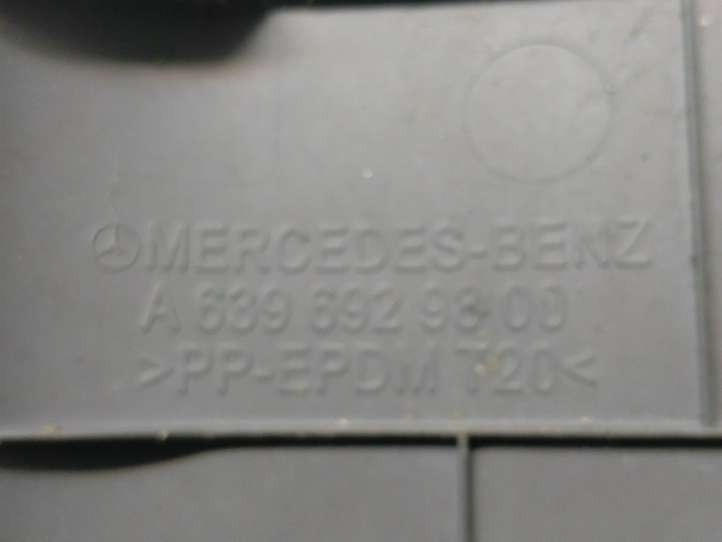 MERCEDES-BENZ
A 639 692 98 00
>PP-EPDM T20<